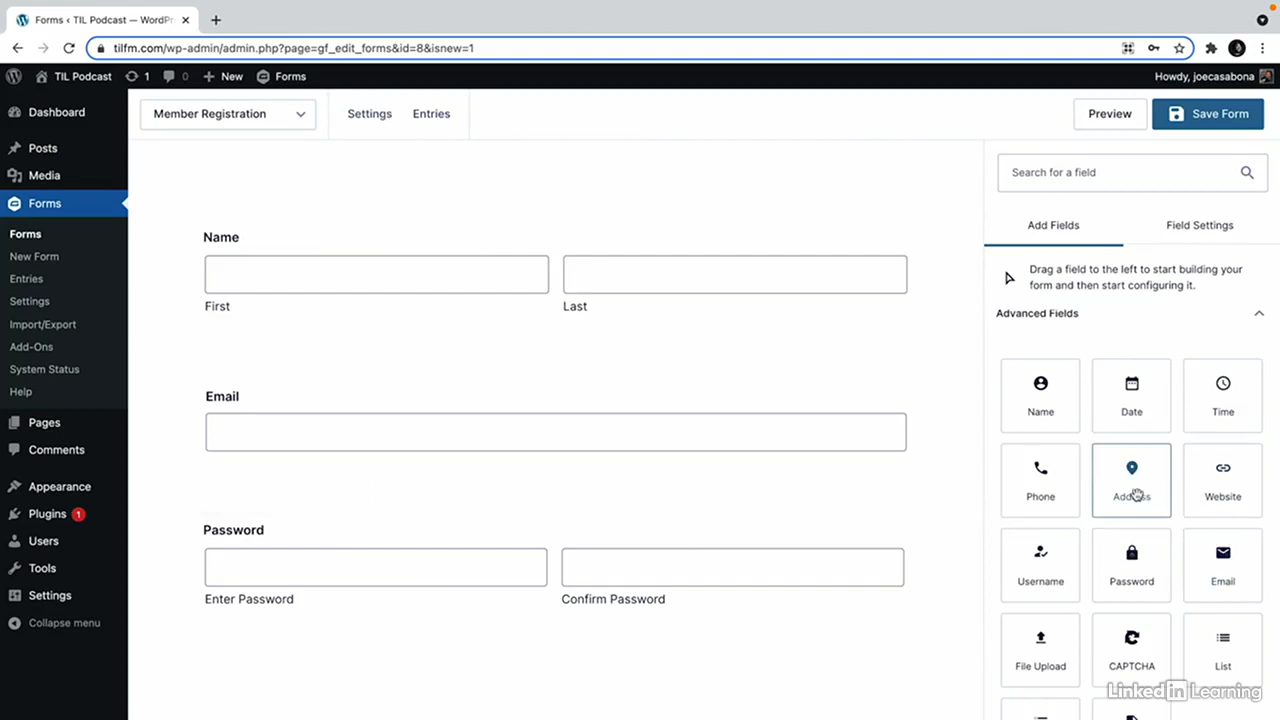 Forms ‹ TIL Podcast — WordPr
tilfm.com/wp-admin/admin.php?page=gf_edit_forms&id=8&isnew=1
TIL Podcast
1
0
New
Forms
Howdy, joecasabona
Dashboard
Posts
Media
Forms
Forms
New Form
Entries
Settings
Import/Export
Add-Ons
System Status
Help
Pages
Comments
Appearance
Plugins 1
Users
Tools
Settings
Collapse menu
Member Registration
Settings
Entries
Preview
Save Form
Name
First
Last
Email
Password
Enter Password
Confirm Password
Search for a field
Add Fields
Field Settings
Drag a field to the left to start building your
form and then start configuring it.
Advanced Fields
Name
Date
Time
Phone
Address
Website
Username
Password
Email
File Upload
CAPTCHA
List
LinkedIn Learning